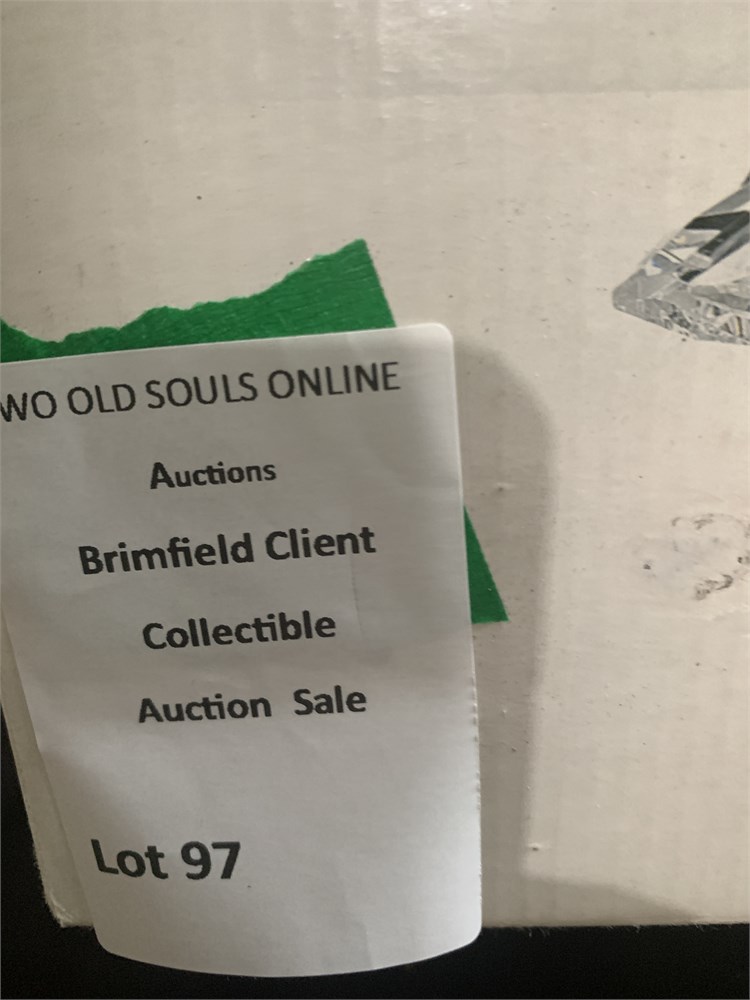 WO OLD SOULS ONLINE
Auctions
Brimfield Client
Collectible
Auction Sale
Lot 97